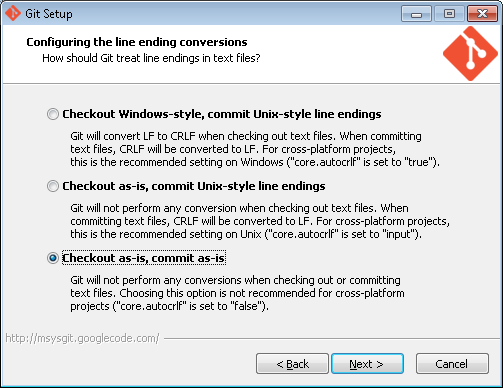 Git Setup
Configuring the line ending conversions
How should Git treat line endings in text files?
Checkout Windows-style, commit Unix-style line endings
Git will convert LF to CRLF when checking out text files. When committing
text files, CRLF will be converted to LF. For cross-platform projects,
this is the recommended setting on Windows ("core.autocrlf" is set to "true").
Checkout as-is, commit Unix-style line endings
Git will not perform any conversion when checking out text files. When
committing text files, CRLF will be converted to LF. For cross-platform projects,
this is the recommended setting on Unix ("core.autocrlf" is set to "input").
Checkout as-is, commit as-is
Git will not perform any conversions when checking out or committing
text files. Choosing this option is not recommended for cross-platform
projects ("core.autocrlf" is set to "false").
http://msysgit.googlecode.com/
< Back
Next >
Cancel